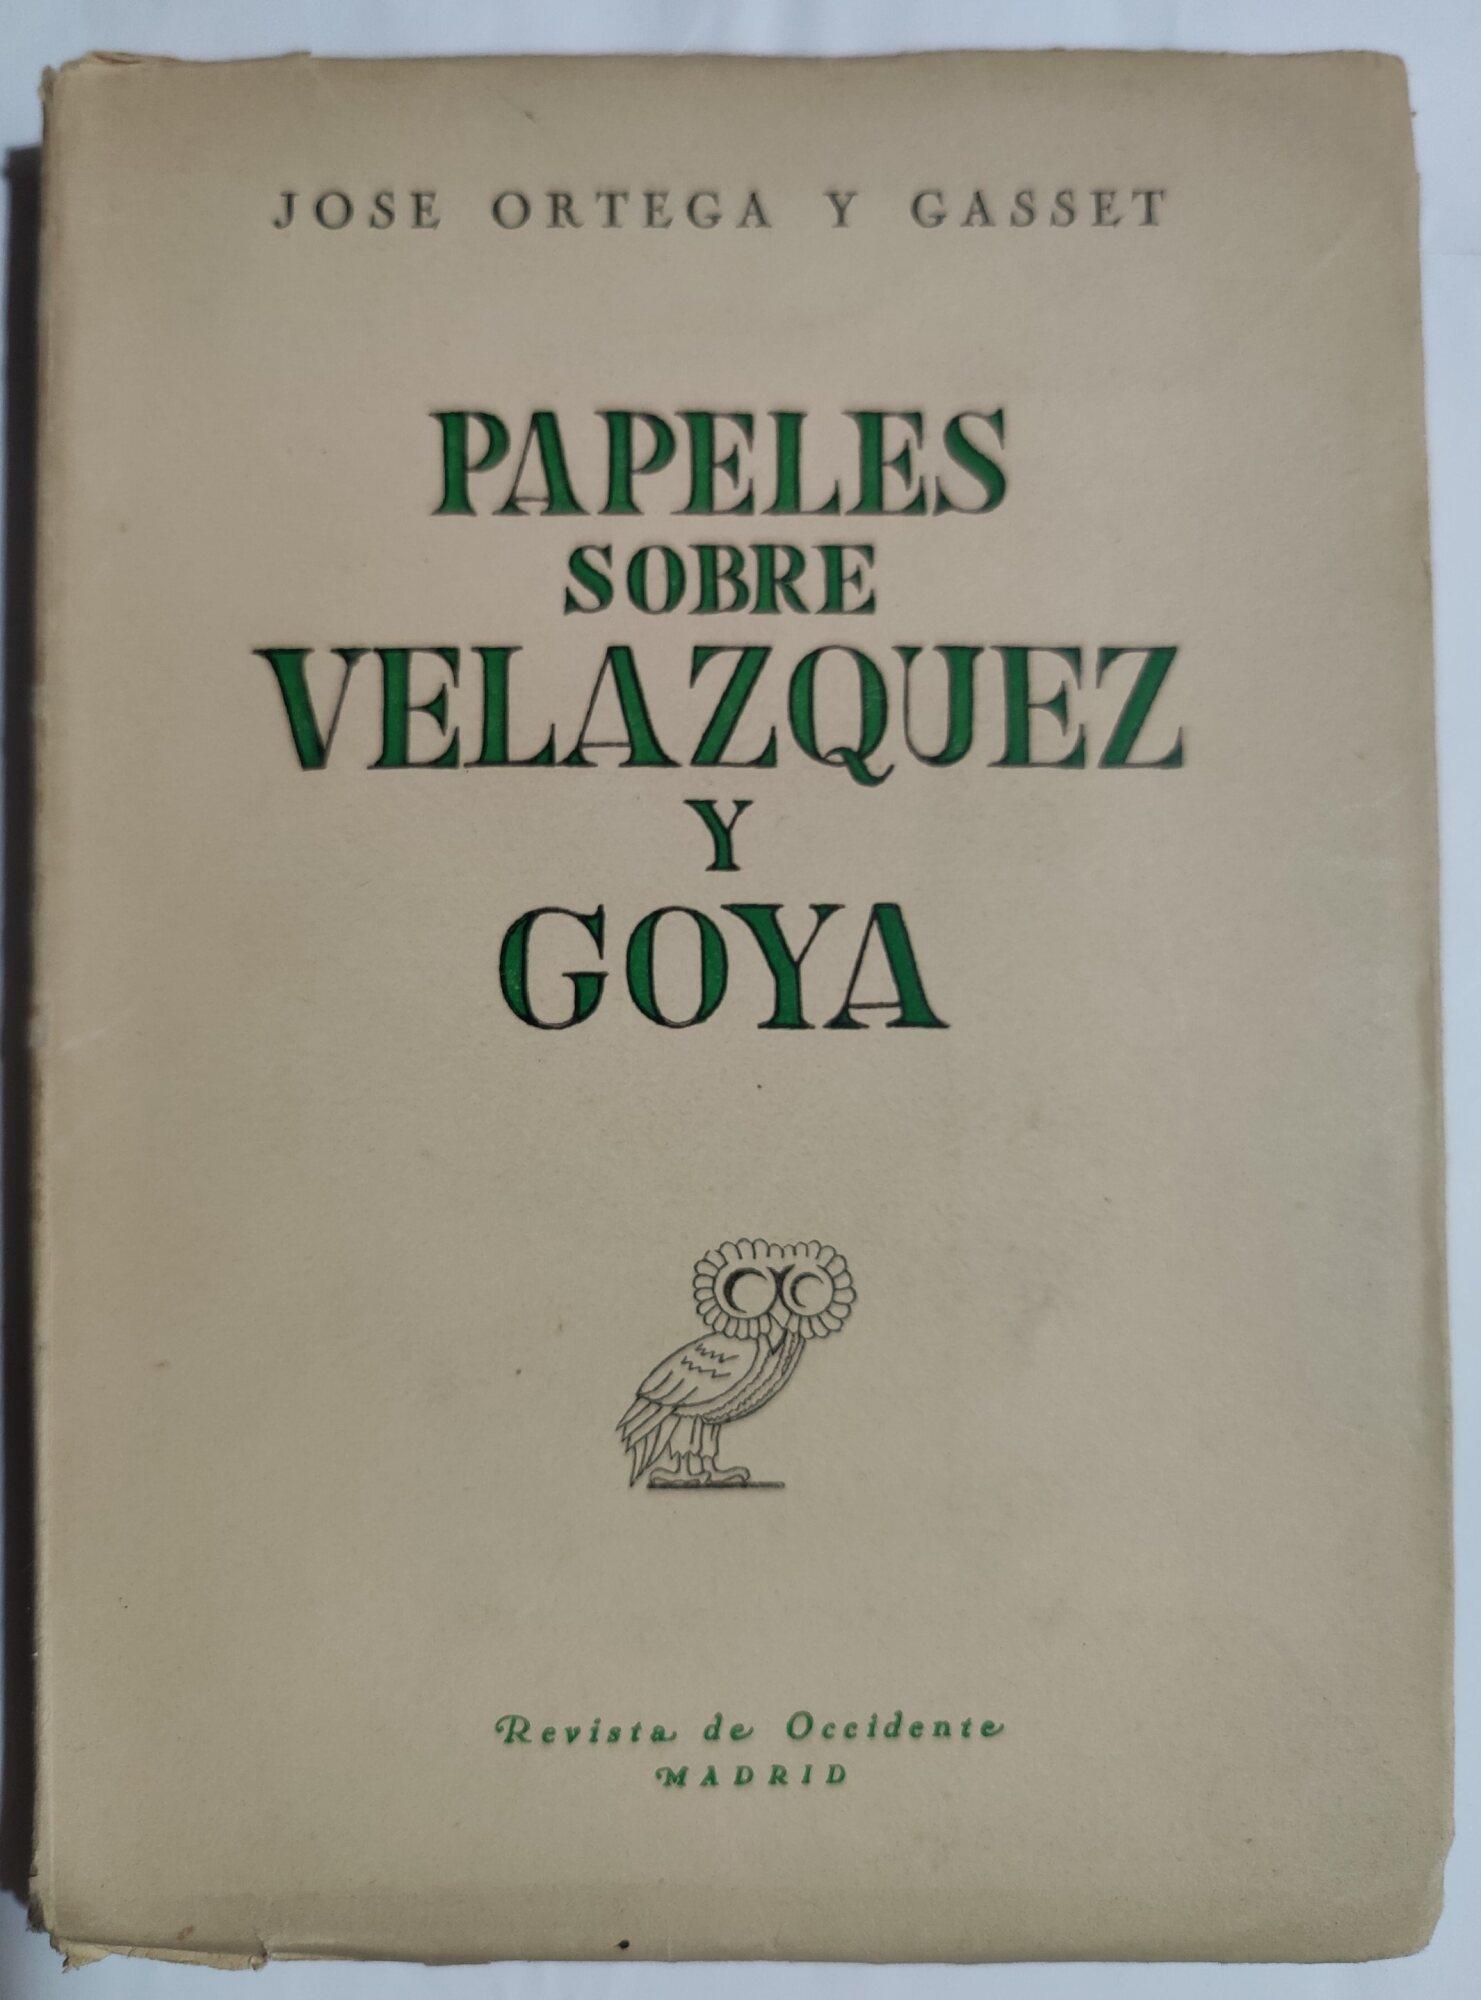 JOSE ORTEGA Y GASSET
PAPELES
SOBRE
VELAZQUEZ
Y
GOYA
Revista de Occidente
MADRID